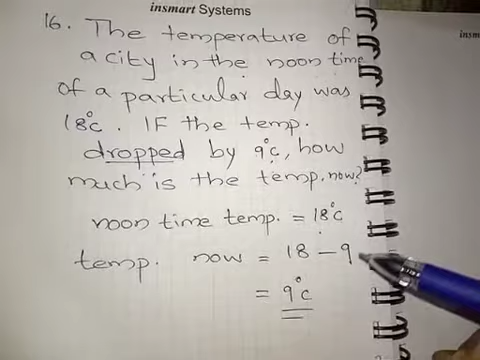 insmart Systems
insm
16. The temperature of
a city in the noon time
of a particular day was
18°c. IF the temp.
dropped by 9°c, how
much is the temp. now?
noon time temp. = 18°c
temp. now = 18 - 9
= 9°c